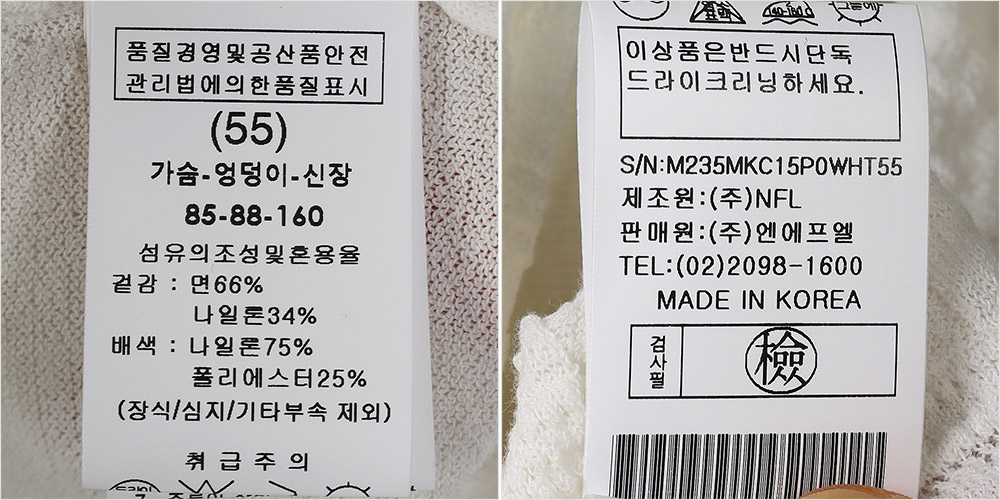 품질경영및공산품안전
관리법에의한품질표시
(55)
가슴-엉덩이-신장
85-88-160
섬유의조성및혼용율
겉감 : 면66%
나일론34%
배색 : 나일론75%
폴리에스터25%
(장식/심지/기타부속 제외)
취급주의
이상품은반드시단독
드라이크리닝하세요.
S/N:M235MKC15P0WHT55
제조원:(주)NFL
판매원:(주)엔에프엘
TEL:(02)2098-1600
MADE IN KOREA
검사필
檢